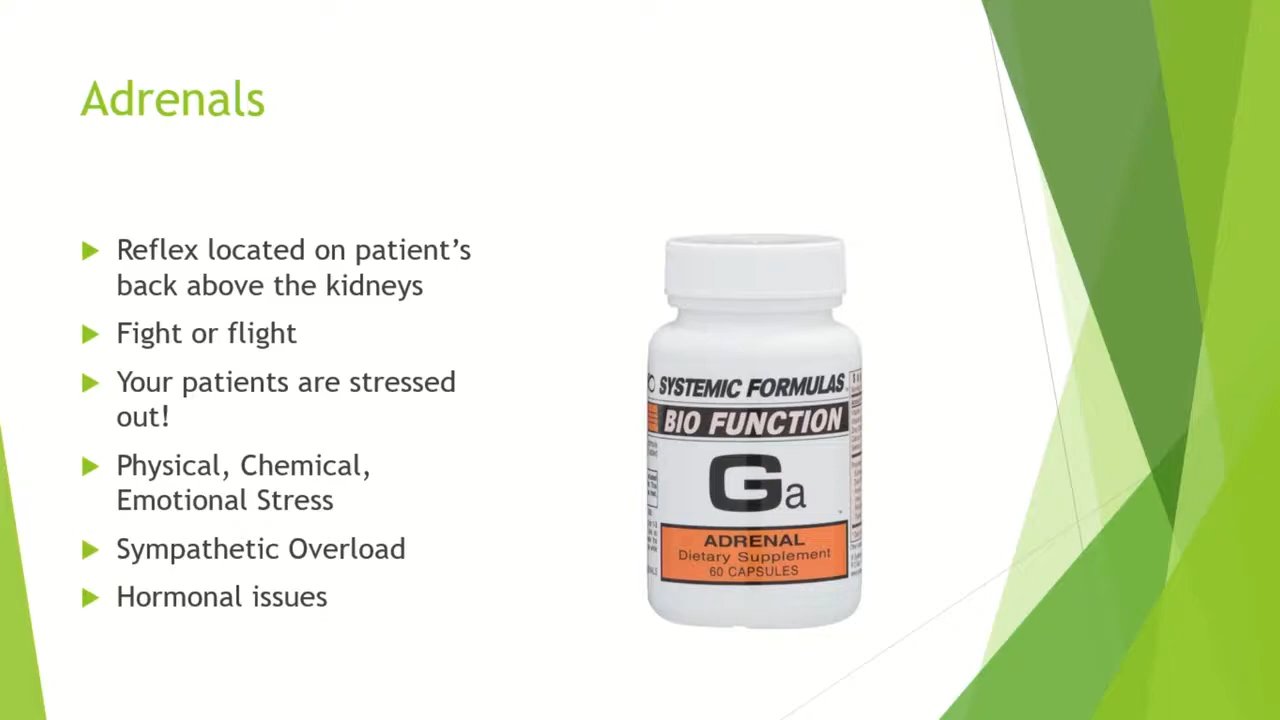 Adrenals
Reflex located on patient’s
back above the kidneys
Fight or flight
Your patients are stressed
out!
Physical, Chemical,
Emotional Stress
Sympathetic Overload
Hormonal issues
SYSTEMIC FORMULAS
BIO FUNCTION
Ga
ADRENAL
Dietary Supplement
60 CAPSULES